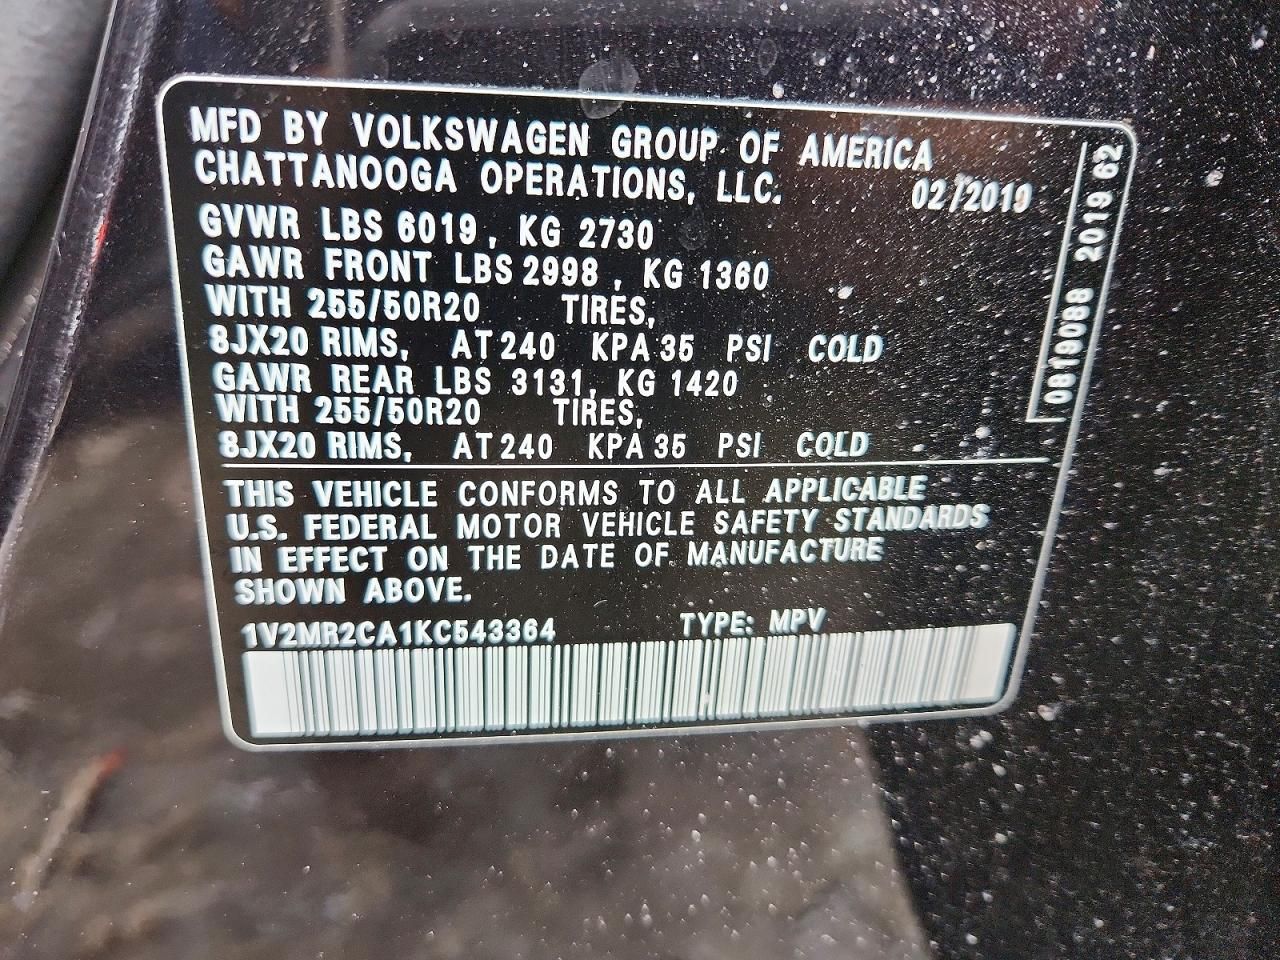 MFD BY VOLKSWAGEN GROUP OF AMERICA
CHATTANOOGA OPERATIONS, LLC. 02/2019
GVWR LBS 6019, KG 2730
GAWR FRONT LBS 2998, KG 1360
WITH 255/50R20 TIRES,
8JX20 RIMS, AT 240 KPA 35 PSI COLD
GAWR REAR LBS 3131, KG 1420
WITH 255/50R20 TIRES,
8JX20 RIMS, AT 240 KPA 35 PSI COLD
THIS VEHICLE CONFORMS TO ALL APPLICABLE
U.S. FEDERAL MOTOR VEHICLE SAFETY STANDARDS
IN EFFECT ON THE DATE OF MANUFACTURE
SHOWN ABOVE.
1V2MR2CA1KC543364 TYPE: MPV
0819088 2019 62